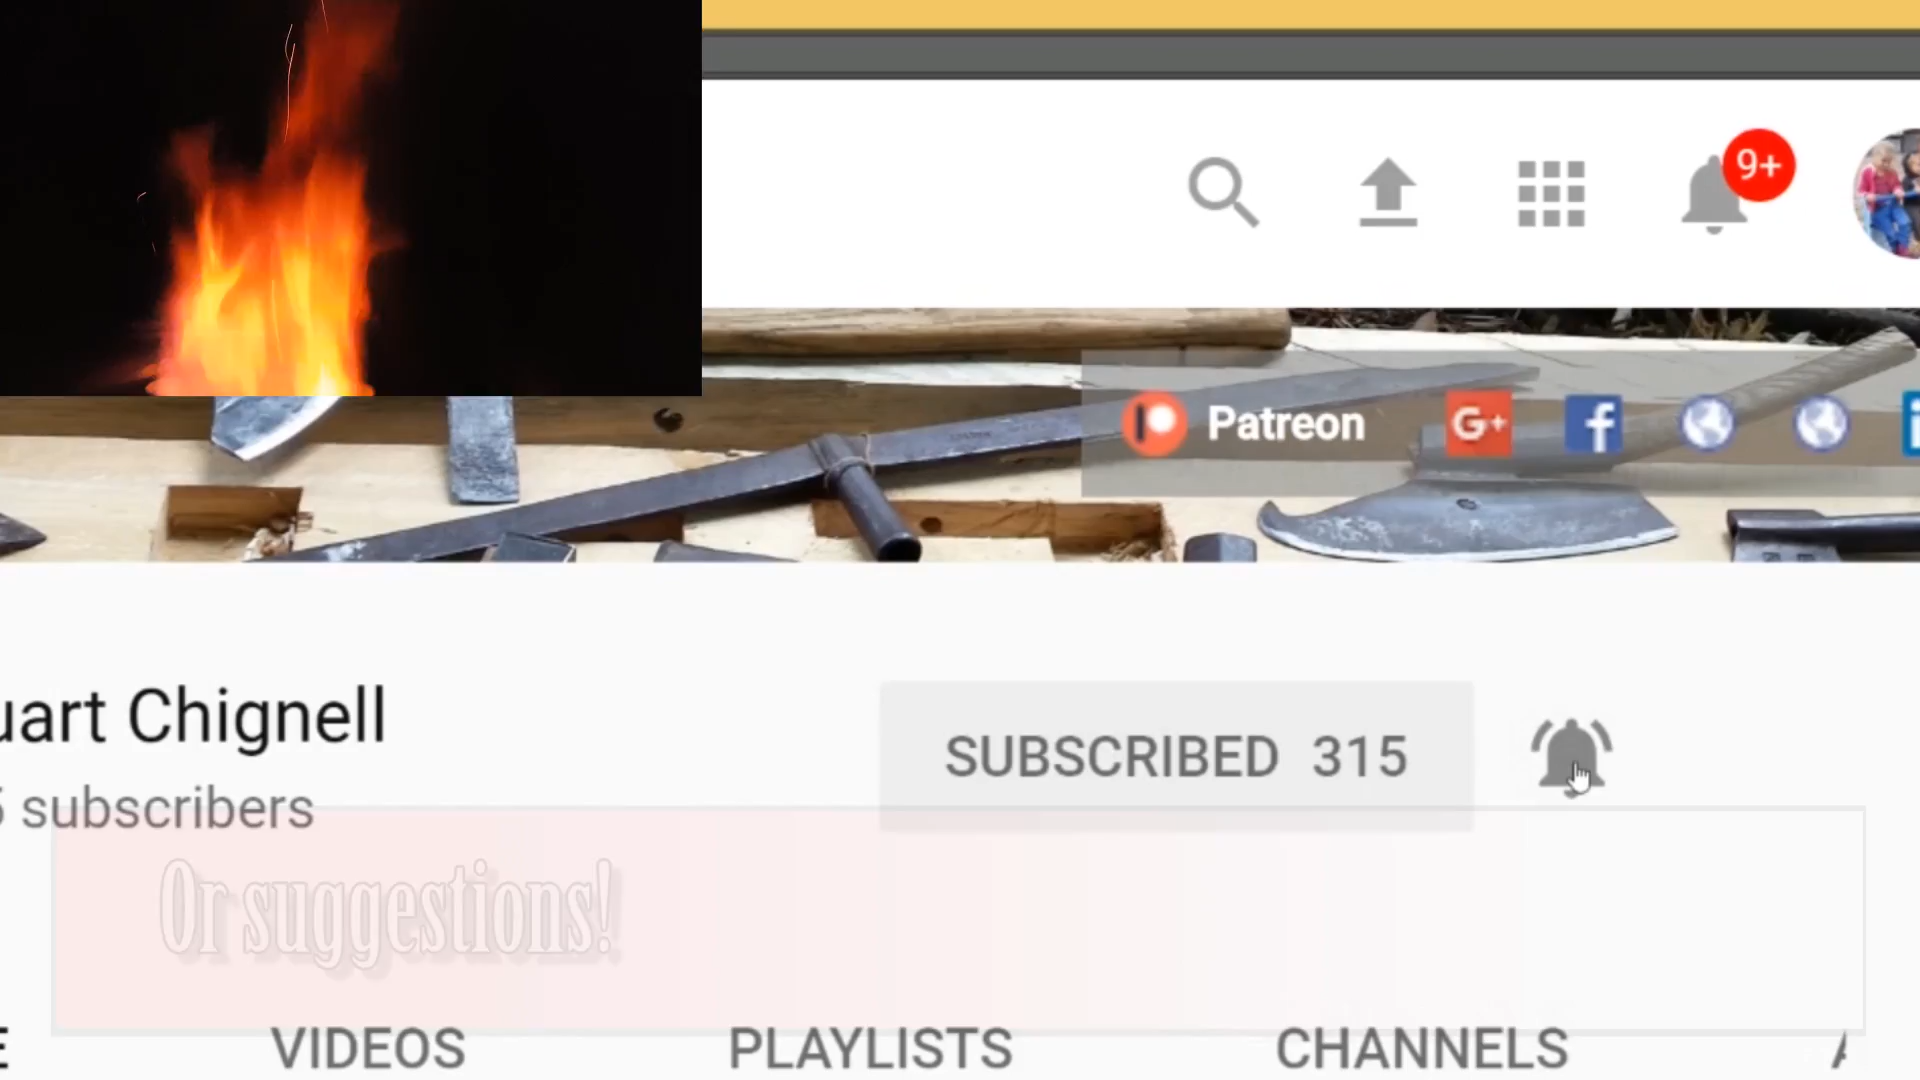 9+
Patreon
G+
f
uart Chignell
SUBSCRIBED 315
subscribers
Or suggestions!
VIDEOS PLAYLISTS CHANNELS